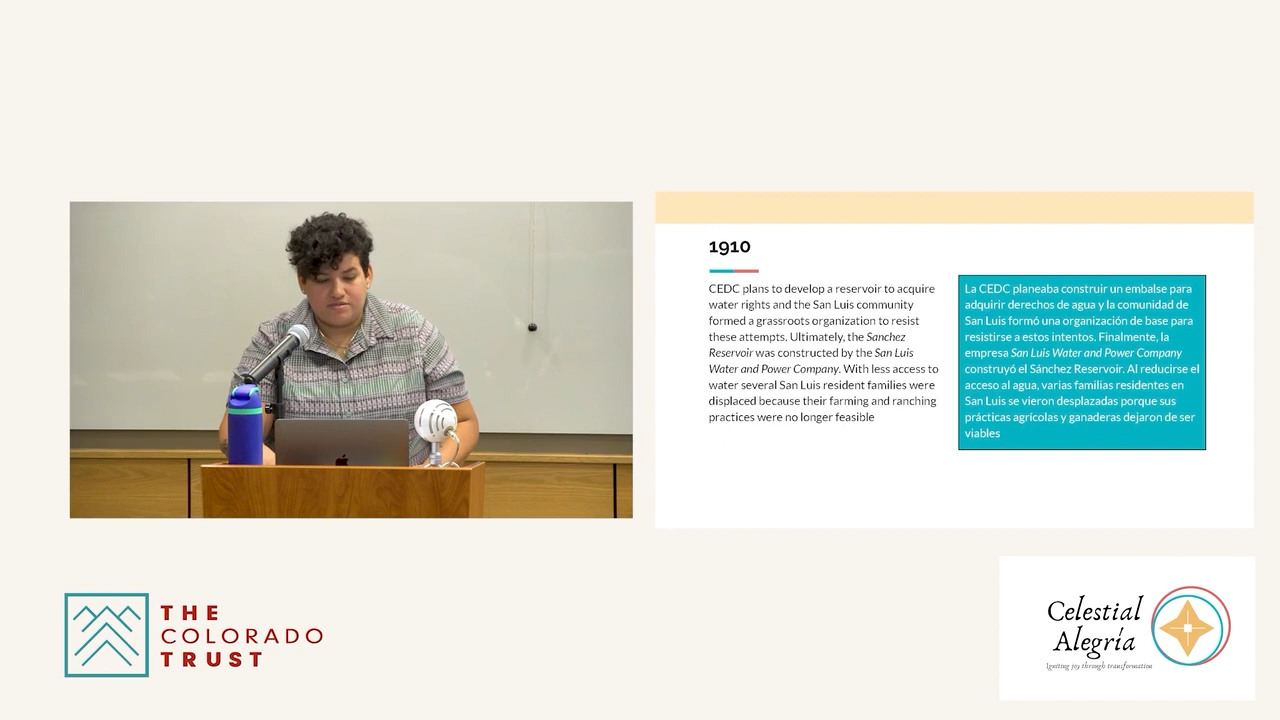 1910
CEDC plans to develop a reservoir to acquire
water rights and the San Luis community
formed a grassroots organization to resist
these attempts. Ultimately, the Sanchez
Reservoir was constructed by the San Luis
Water and Power Company. With less access to
water several San Luis resident families were
displaced because their farming and ranching
practices were no longer feasible
La CEDC planeaba construir un embalse para
adquirir derechos de agua y la comunidad de
San Luis formó una organización de base para
resistirse a estos intentos. Finalmente, la
empresa San Luis Water and Power Company
construyó el Sánchez Reservoir. Al reducirse el
acceso al agua, varias familias residentes en
San Luis se vieron desplazadas porque sus
prácticas agrícolas y ganaderas dejaron de ser
viables
THE
COLORADO
TRUST
Celestial
Alegría
Igniting joy through transformation